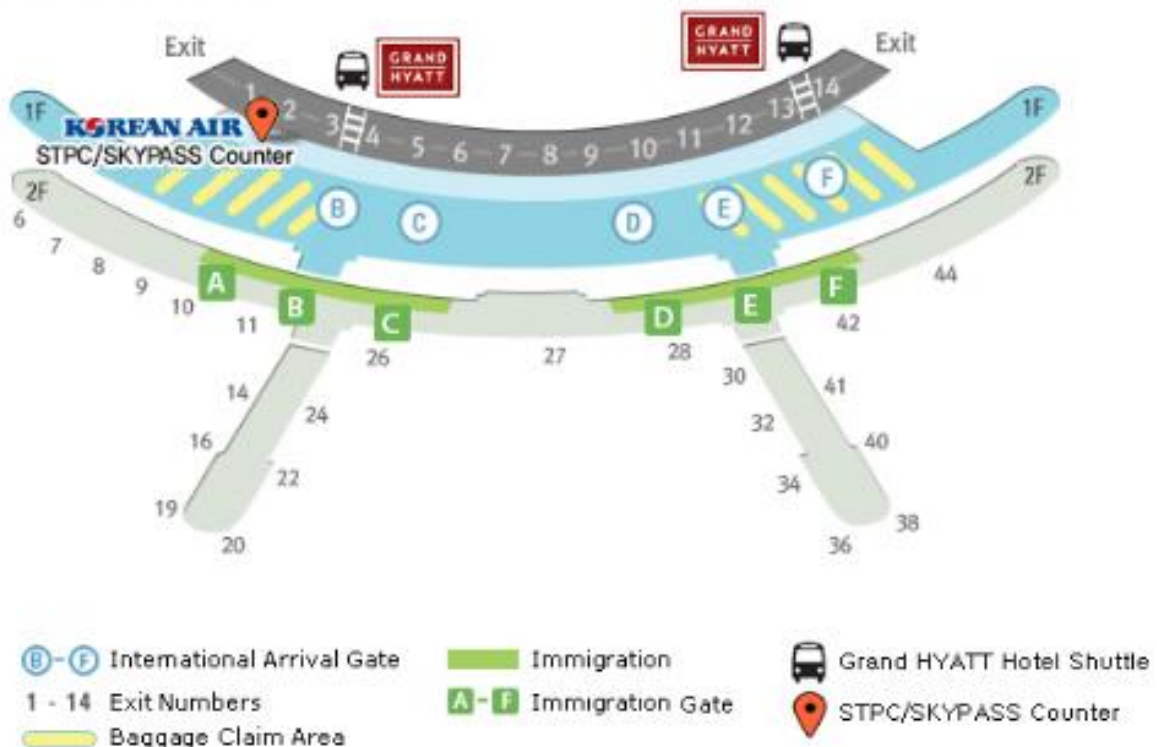 Exit
GRAND
HYATT
GRAND
HYATT
Exit
1 2 3 4 5 6 7 8 9 10 11 12 13 14
1F
KOREAN AIR
STPC/SKYPASS Counter
1F
2F
2F
B C D E F
A B C D E F
6
7
8
9
10
11
26
27
28
42
44
14
24
30
41
16
22
32
40
19
20
34
38
36
B - F International Arrival Gate
1 - 14 Exit Numbers
Baggage Claim Area
Immigration
A - F Immigration Gate
Grand HYATT Hotel Shuttle
STPC/SKYPASS Counter